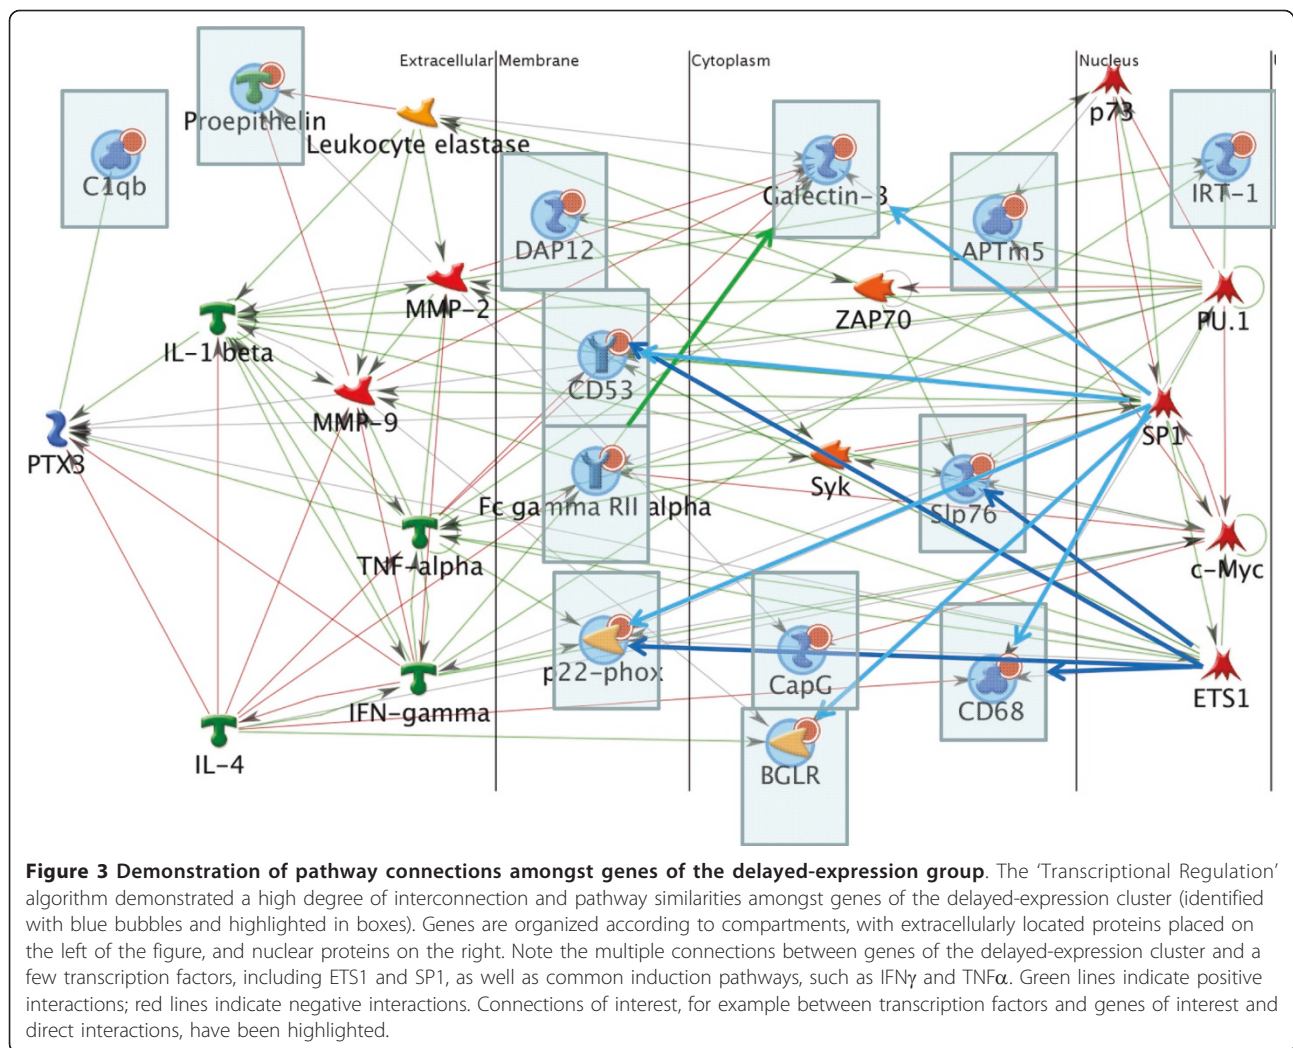 Extracellular
Membrane
Cytoplasm
Nucleus
Proepithelin
Leukocyte elastase
p73
C1qb
Galectin-3
IRT-1
DAP12
APTm5
MMP-2
ZAP70
PU.1
IL-1 beta
CD53
MMP-9
SP1
PTX3
Syk
Slp76
Fc gamma RII alpha
TNF-alpha
c-Myc
p22-phox
CapG
CD68
ETS1
IFN-gamma
IL-4
BGLR
Figure 3 Demonstration of pathway connections amongst genes of the delayed-expression group. The ‘Transcriptional Regulation’
algorithm demonstrated a high degree of interconnection and pathway similarities amongst genes of the delayed-expression cluster (identified
with blue bubbles and highlighted in boxes). Genes are organized according to compartments, with extracellularly located proteins placed on
the left of the figure, and nuclear proteins on the right. Note the multiple connections between genes of the delayed-expression cluster and a
few transcription factors, including ETS1 and SP1, as well as common induction pathways, such as IFNγ and TNFα. Green lines indicate positive
interactions; red lines indicate negative interactions. Connections of interest, for example between transcription factors and genes of interest and
direct interactions, have been highlighted.